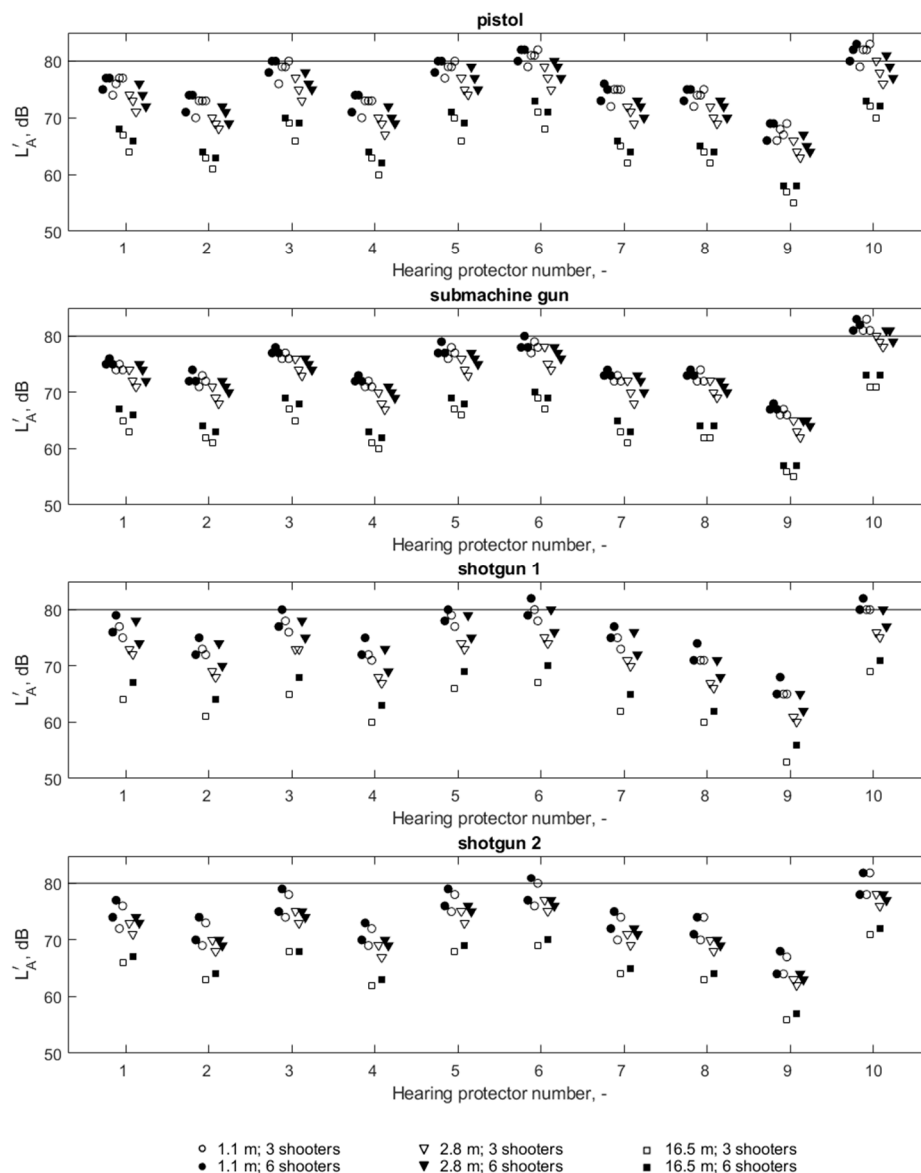 pistol
80
70
60
50
L'A, dB
1 2 3 4 5 6 7 8 9 10
Hearing protector number, -
submachine gun
80
70
60
50
L'A, dB
1 2 3 4 5 6 7 8 9 10
Hearing protector number, -
shotgun 1
80
70
60
50
L'A, dB
1 2 3 4 5 6 7 8 9 10
Hearing protector number, -
shotgun 2
80
70
60
50
L'A, dB
1 2 3 4 5 6 7 8 9 10
Hearing protector number, -
1.1 m; 3 shooters 2.8 m; 3 shooters 16.5 m; 3 shooters
1.1 m; 6 shooters 2.8 m; 6 shooters 16.5 m; 6 shooters